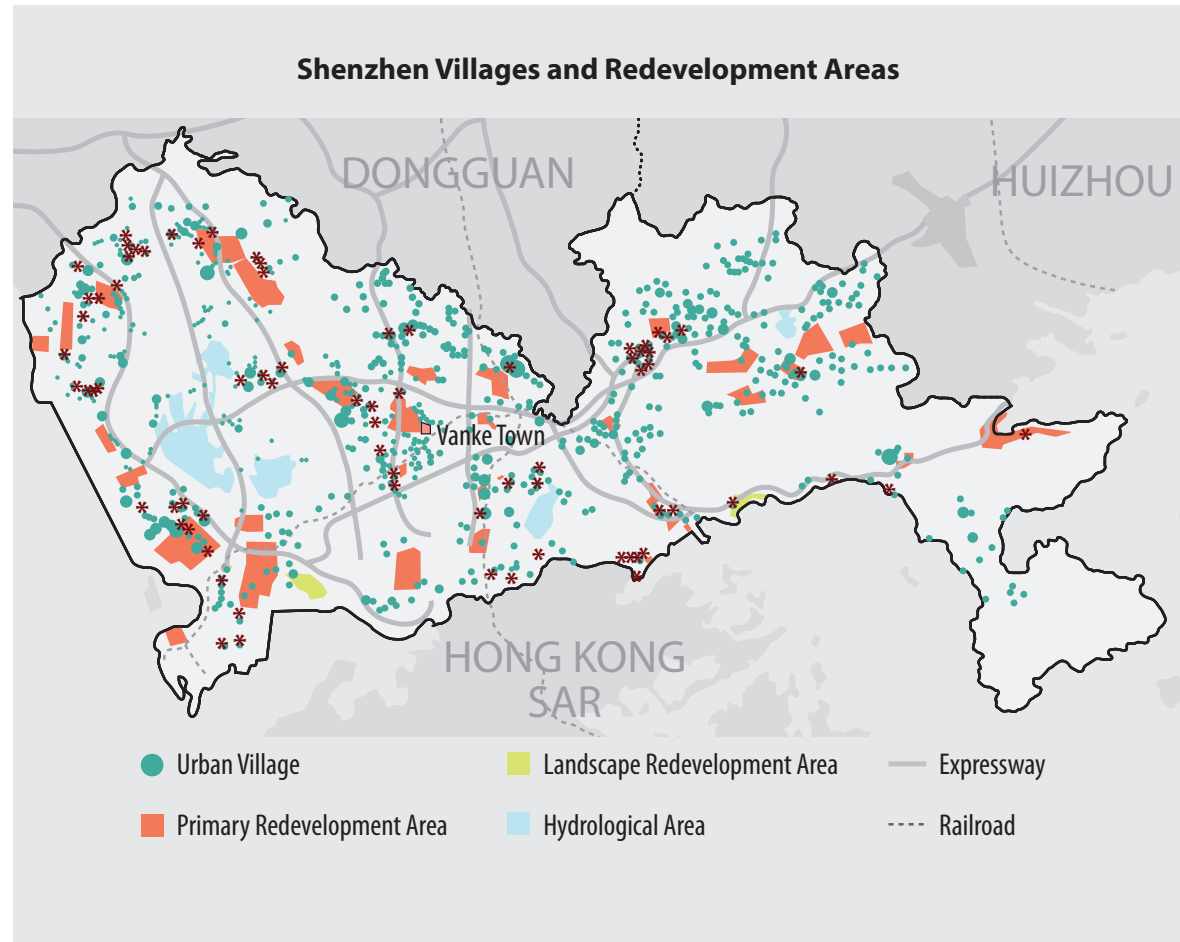 Shenzhen Villages and Redevelopment Areas
DONGGUAN
HUIZHOU
Vanke Town
HONG KONG
SAR
Urban Village
Landscape Redevelopment Area
Expressway
Primary Redevelopment Area
Hydrological Area
Railroad